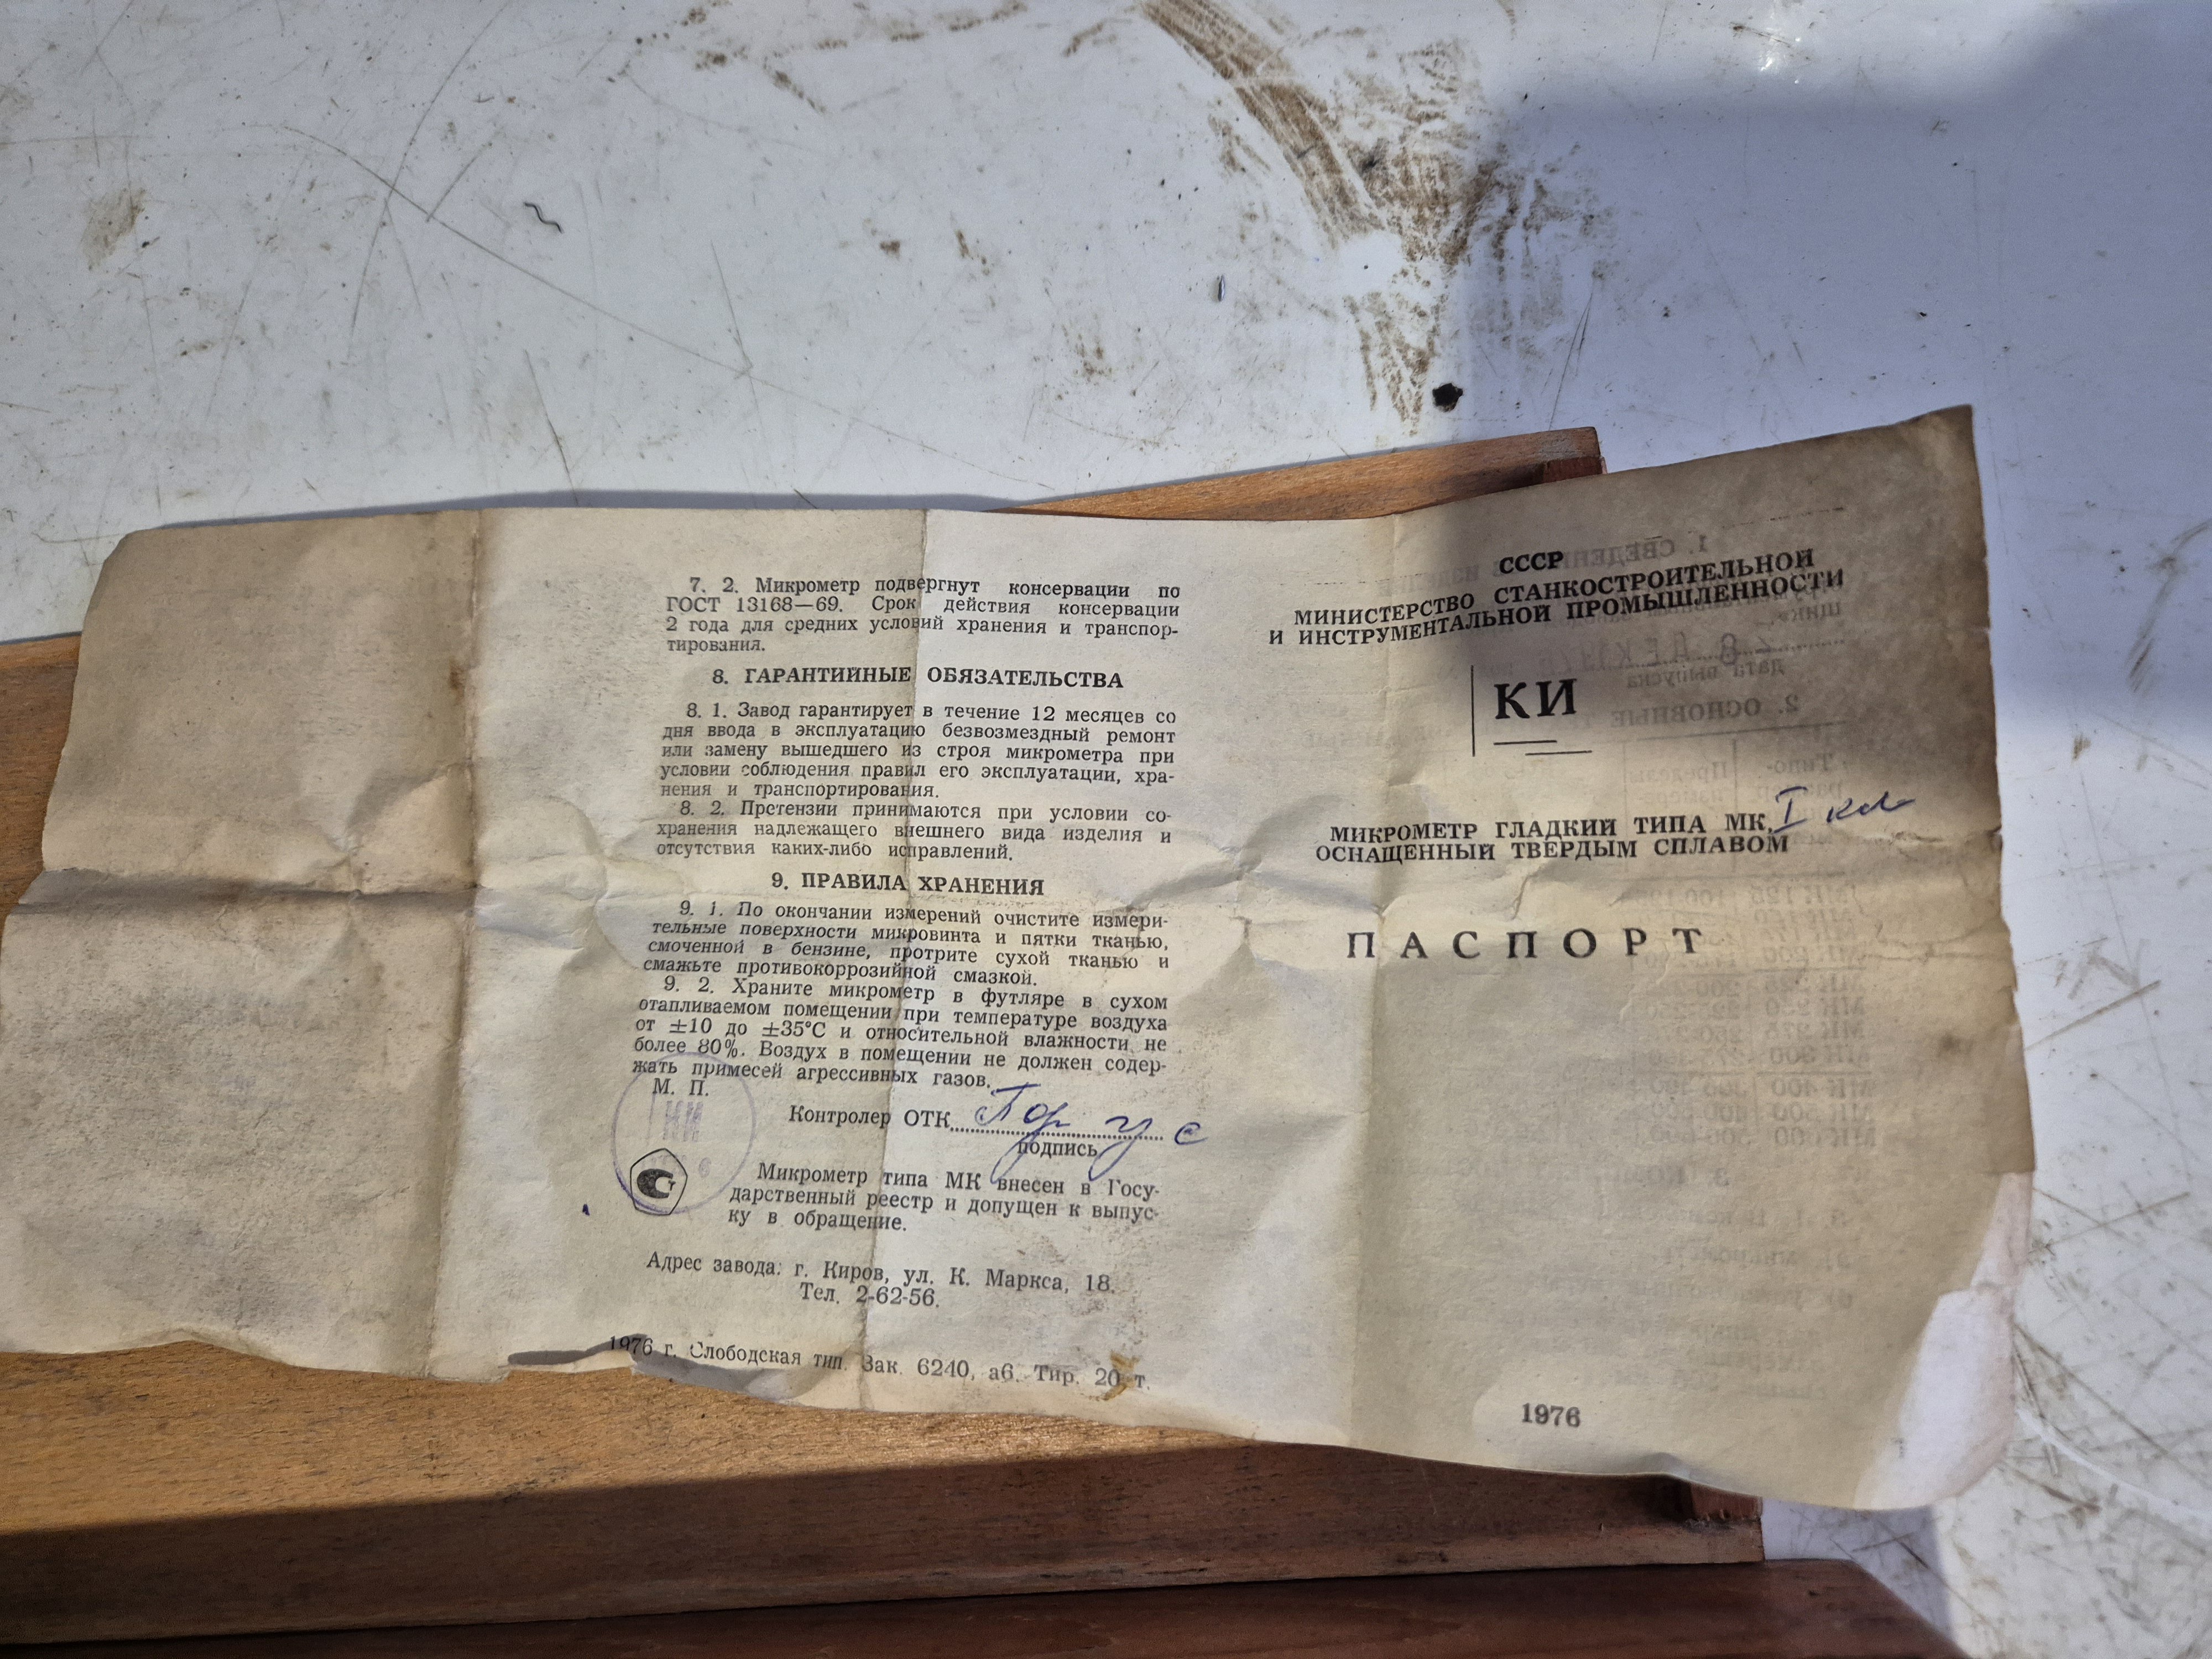 7. 2. Микрометр подвергнут консервации по
ГОСТ 13168—69. Срок действия консервации
2 года для средних условий хранения и транспор-
тирования.
8. ГАРАНТИЙНЫЕ ОБЯЗАТЕЛЬСТВА
8. 1. Завод гарантирует в течение 12 месяцев со
дня ввода в эксплуатацию безвозмездный ремонт
или замену вышедшего из строя микрометра при
условии соблюдения правил его эксплуатации, хра-
нения и транспортирования.
8. 2. Претензии принимаются при условии со-
хранения надлежащего внешнего вида изделия и
отсутствия каких-либо исправлений.
9. ПРАВИЛА ХРАНЕНИЯ
9. 1. По окончании измерений очистите измери-
тельные поверхности микровинта и пятки тканью,
смоченной в бензине, протрите сухой тканью и
смажьте противокоррозийной смазкой.
9. 2. Храните микрометр в футляре в сухом
отапливаемом помещении при температуре воздуха
от ±10 до ±35°С и относительной влажности не
более 80%. Воздух в помещении не должен содер-
жать примесей агрессивных газов.
М. П.
Контролер ОТК
подпись
Микрометр типа МК внесен в Госу-
дарственный реестр и допущен к выпус-
ку в обращение.
Адрес завода: г. Киров, ул. К. Маркса, 18.
Тел. 2-62-56.
1976 г. Слободская тип. Зак. 6240, а6. Тир. 20 т.
СССР
МИНИСТЕРСТВО СТАНКОСТРОИТЕЛЬНОЙ
И ИНСТРУМЕНТАЛЬНОЙ ПРОМЫШЛЕННОСТИ
КИ
МИКРОМЕТР ГЛАДКИЙ ТИПА МК, I кл
ОСНАЩЕННЫЙ ТВЕРДЫМ СПЛАВОМ
ПАСПОРТ
1976